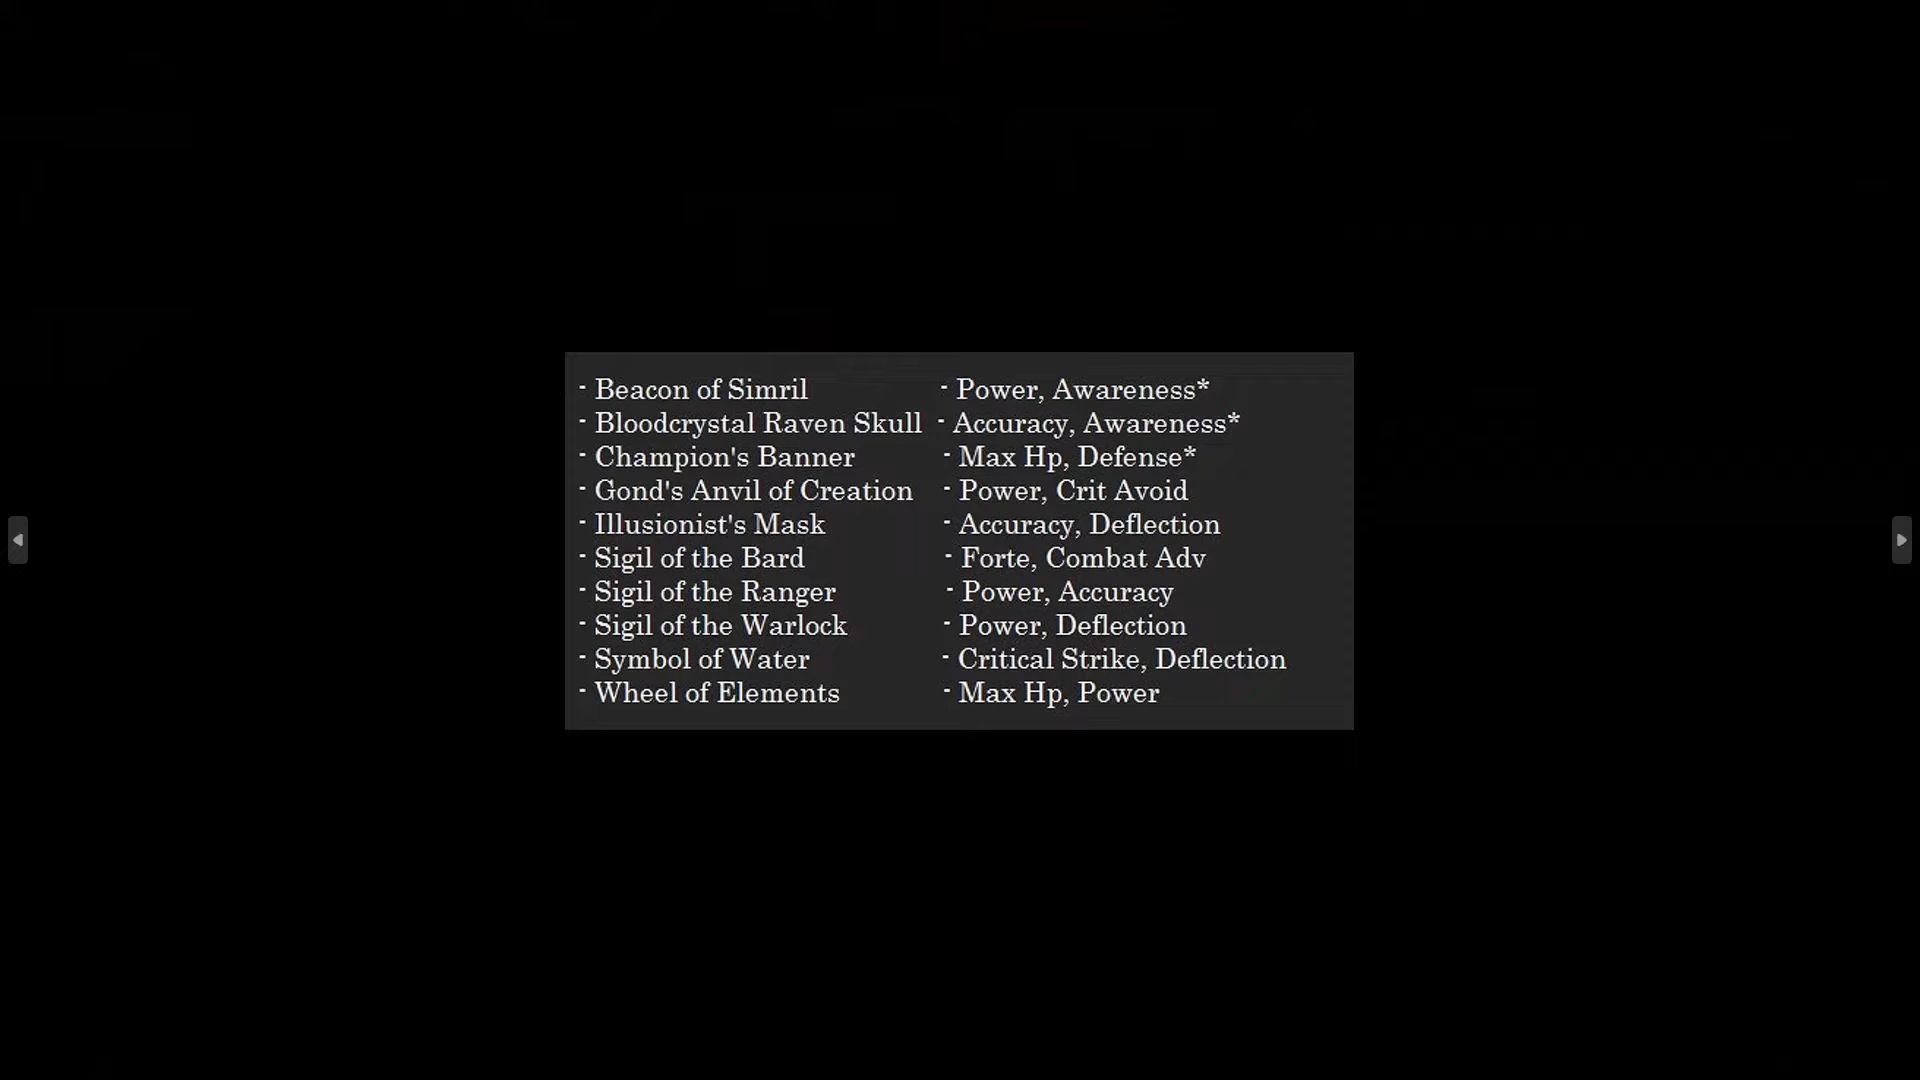 - Beacon of Simril - Power, Awareness*
- Bloodcrystal Raven Skull - Accuracy, Awareness*
- Champion's Banner - Max Hp, Defense*
- Gond's Anvil of Creation - Power, Crit Avoid
- Illusionist's Mask - Accuracy, Deflection
- Sigil of the Bard - Forte, Combat Adv
- Sigil of the Ranger - Power, Accuracy
- Sigil of the Warlock - Power, Deflection
- Symbol of Water - Critical Strike, Deflection
- Wheel of Elements - Max Hp, Power